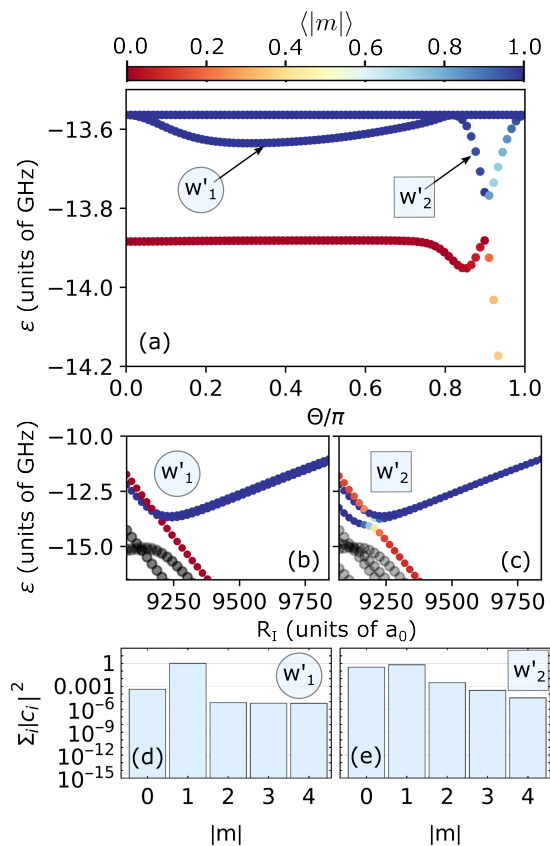 ⟨|m|⟩
0.0 0.2 0.4 0.6 0.8 1.0
ε (units of GHz)
−13.6
−13.8
−14.0
−14.2
w'₁
w'₂
(a)
0.0 0.2 0.4 0.6 0.8 1.0
Θ/π
ε (units of GHz)
−10.0
−12.5
−15.0
w'₁
(b)
w'₂
(c)
9250 9500 9750 9250 9500 9750
R_I (units of a₀)
Σᵢ|cᵢ|²
1
0.001
10⁻⁶
10⁻⁹
10⁻¹²
10⁻¹⁵
w'₁
(d)
w'₂
(e)
0 1 2 3 4 0 1 2 3 4
|m| |m|